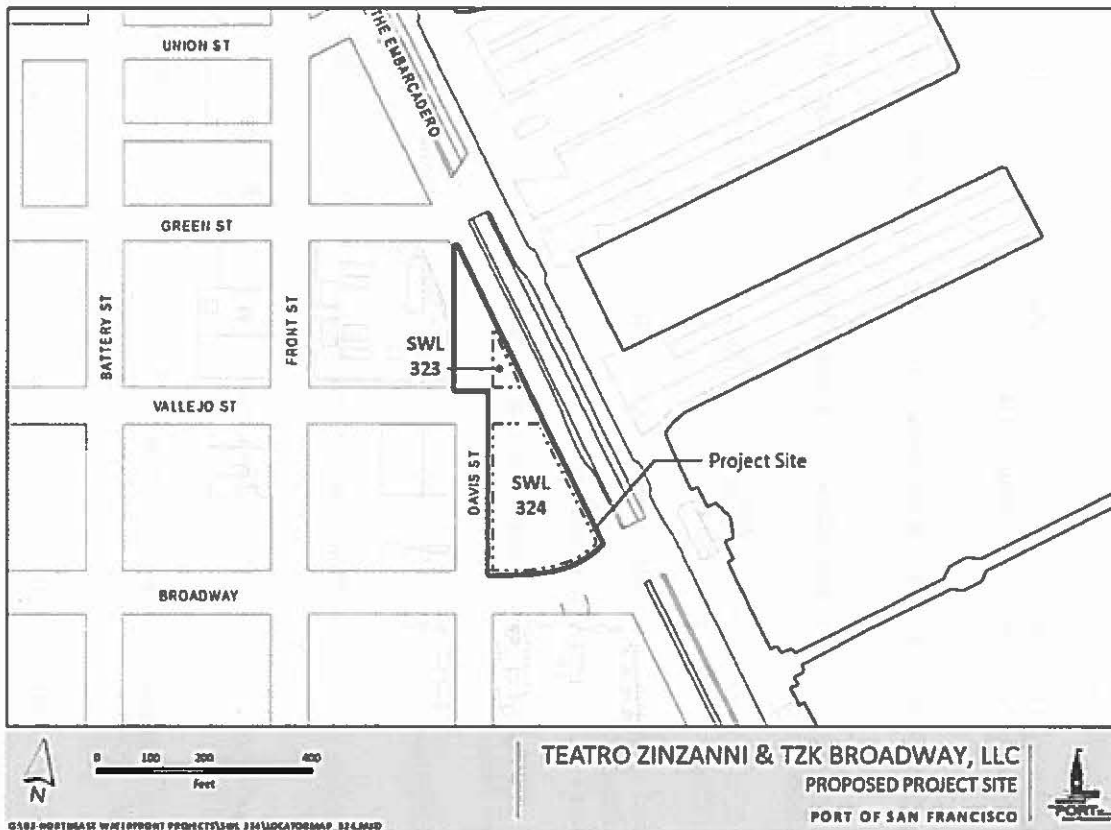 UNION ST
THE EMBARCADERO
GREEN ST
BATTERY ST
FRONT ST
SWL
323
VALLEJO ST
Project Site
DAVIS ST
SWL
324
BROADWAY
N
0 100 200 400
Feet
TEATRO ZINZANNI & TZK BROADWAY, LLC
PROPOSED PROJECT SITE
PORT OF SAN FRANCISCO
PORT